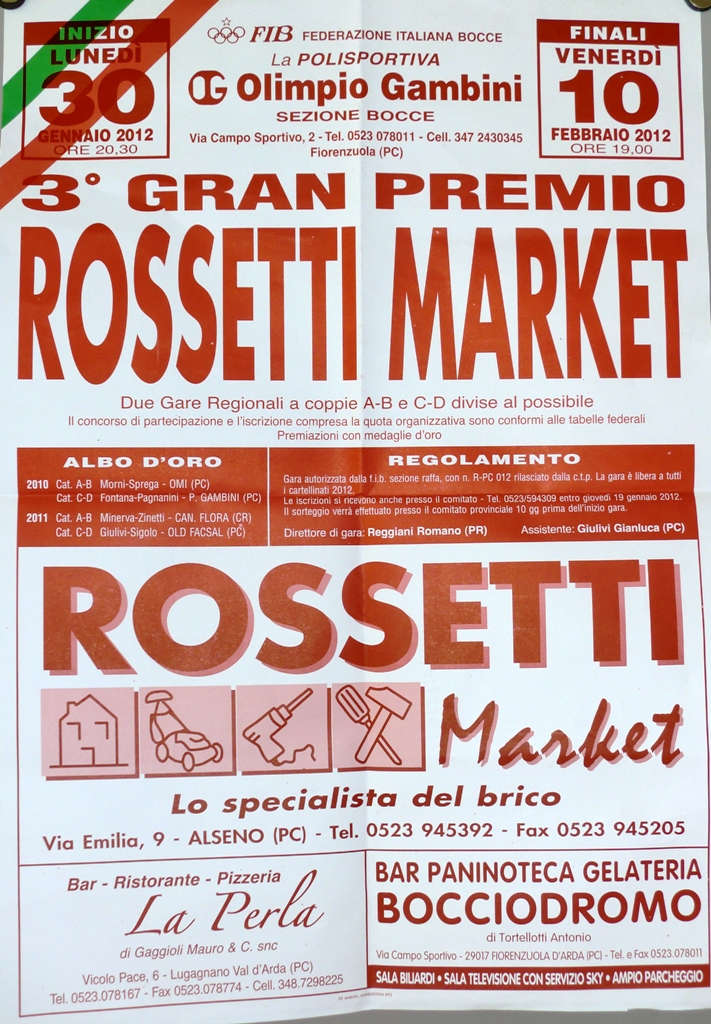 INIZIO
LUNEDÌ
30
GENNAIO 2012
ORE 20,30
FIB FEDERAZIONE ITALIANA BOCCE
La POLISPORTIVA
OG Olimpio Gambini
SEZIONE BOCCE
Via Campo Sportivo, 2 - Tel. 0523 078011 - Cell. 347 2430345
Fiorenzuola (PC)
FINALI
VENERDÌ
10
FEBBRAIO 2012
ORE 19,00
3° GRAN PREMIO
ROSSETTI MARKET
Due Gare Regionali a coppie A-B e C-D divise al possibile
Il concorso di partecipazione e l'iscrizione compresa la quota organizzativa sono conformi alle tabelle federali
Premiazioni con medaglie d'oro
ALBO D'ORO
2010 Cat. A-B Morni-Sprega - OMI (PC)
Cat. C-D Fontana-Pagnanini - P. GAMBINI (PC)
2011 Cat. A-B Minerva-Zinetti - CAN. FLORA (CR)
Cat. C-D Giulivi-Sigolo - OLD FACSAL (PC)
REGOLAMENTO
Gara autorizzata dalla f.i.b. sezione raffa, con n. R-PC 012 rilasciato dalla c.t.p. La gara è libera a tutti
i cartellinati 2012.
Le iscrizioni si ricevono anche presso il comitato - Tel. 0523/594309 entro giovedì 19 gennaio 2012.
Il sorteggio verrà effettuato presso il comitato provinciale 10 gg prima dell'inizio gara.
Direttore di gara: Reggiani Romano (PR) Assistente: Giulivi Gianluca (PC)
ROSSETTI
Market
Lo specialista del brico
Via Emilia, 9 - ALSENO (PC) - Tel. 0523 945392 - Fax 0523 945205
Bar - Ristorante - Pizzeria
La Perla
di Gaggioli Mauro & C. snc
Vicolo Pace, 6 - Lugagnano Val d'Arda (PC)
Tel. 0523.078167 - Fax 0523.078774 - Cell. 348.7298225
BAR PANINOTECA GELATERIA
BOCCIODROMO
di Tortellotti Antonio
Via Campo Sportivo - 29017 FIORENZUOLA D'ARDA (PC) - Tel. e Fax 0523.078011
SALA BILIARDI • SALA TELEVISIONE CON SERVIZIO SKY • AMPIO PARCHEGGIO